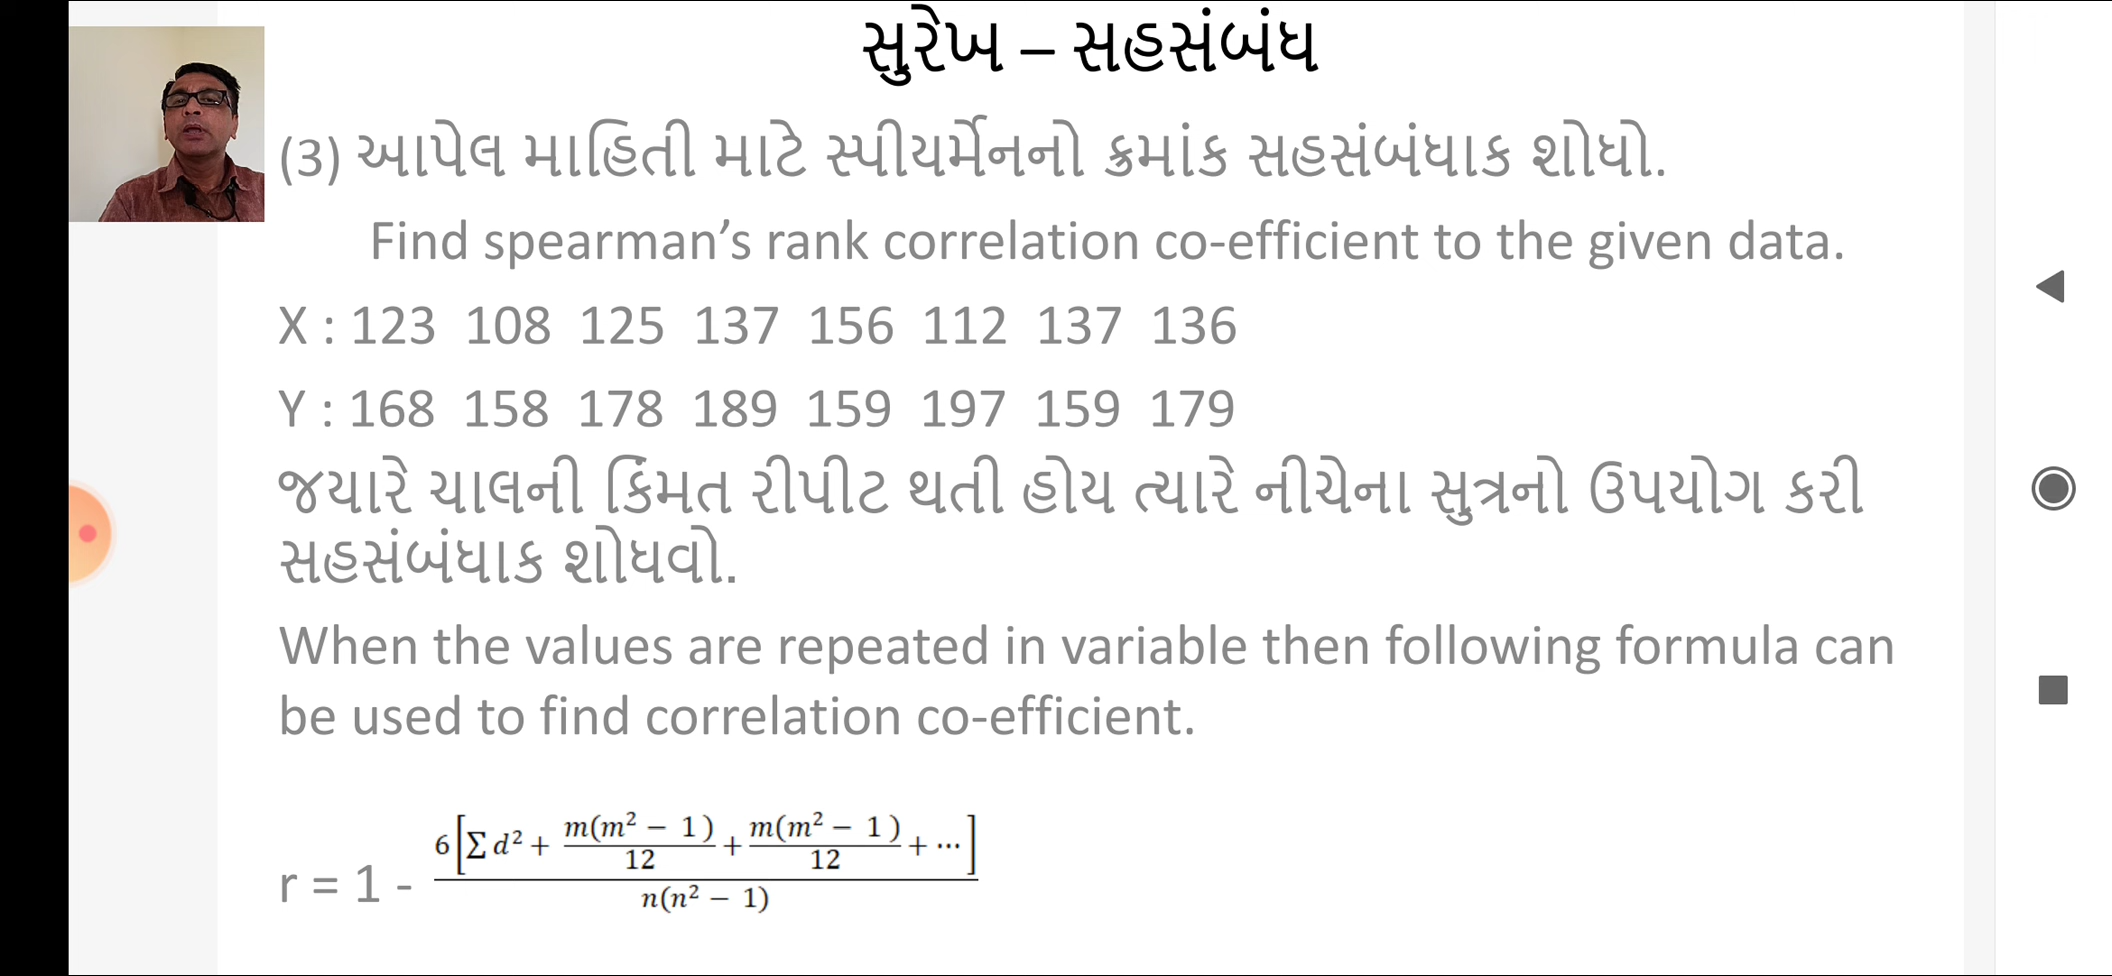 સુરેખ – સહસંબંધ
(3) આપેલ માહિતી માટે સ્પીયર્મેનનો ક્રમાંક સહસંબંધાક શોધો.
Find spearman’s rank correlation co-efficient to the given data.
X : 123 108 125 137 156 112 137 136
Y : 168 158 178 189 159 197 159 179
જયારે ચાલની કિંમત રીપીટ થતી હોય ત્યારે નીચેના સુત્રનો ઉપયોગ કરી
સહસંબંધાક શોધવો.
When the values are repeated in variable then following formula can
be used to find correlation co-efficient.
r = 1 - 6[∑d² + m(m² − 1)/12 + m(m² − 1)/12 + ⋯] / n(n² − 1)